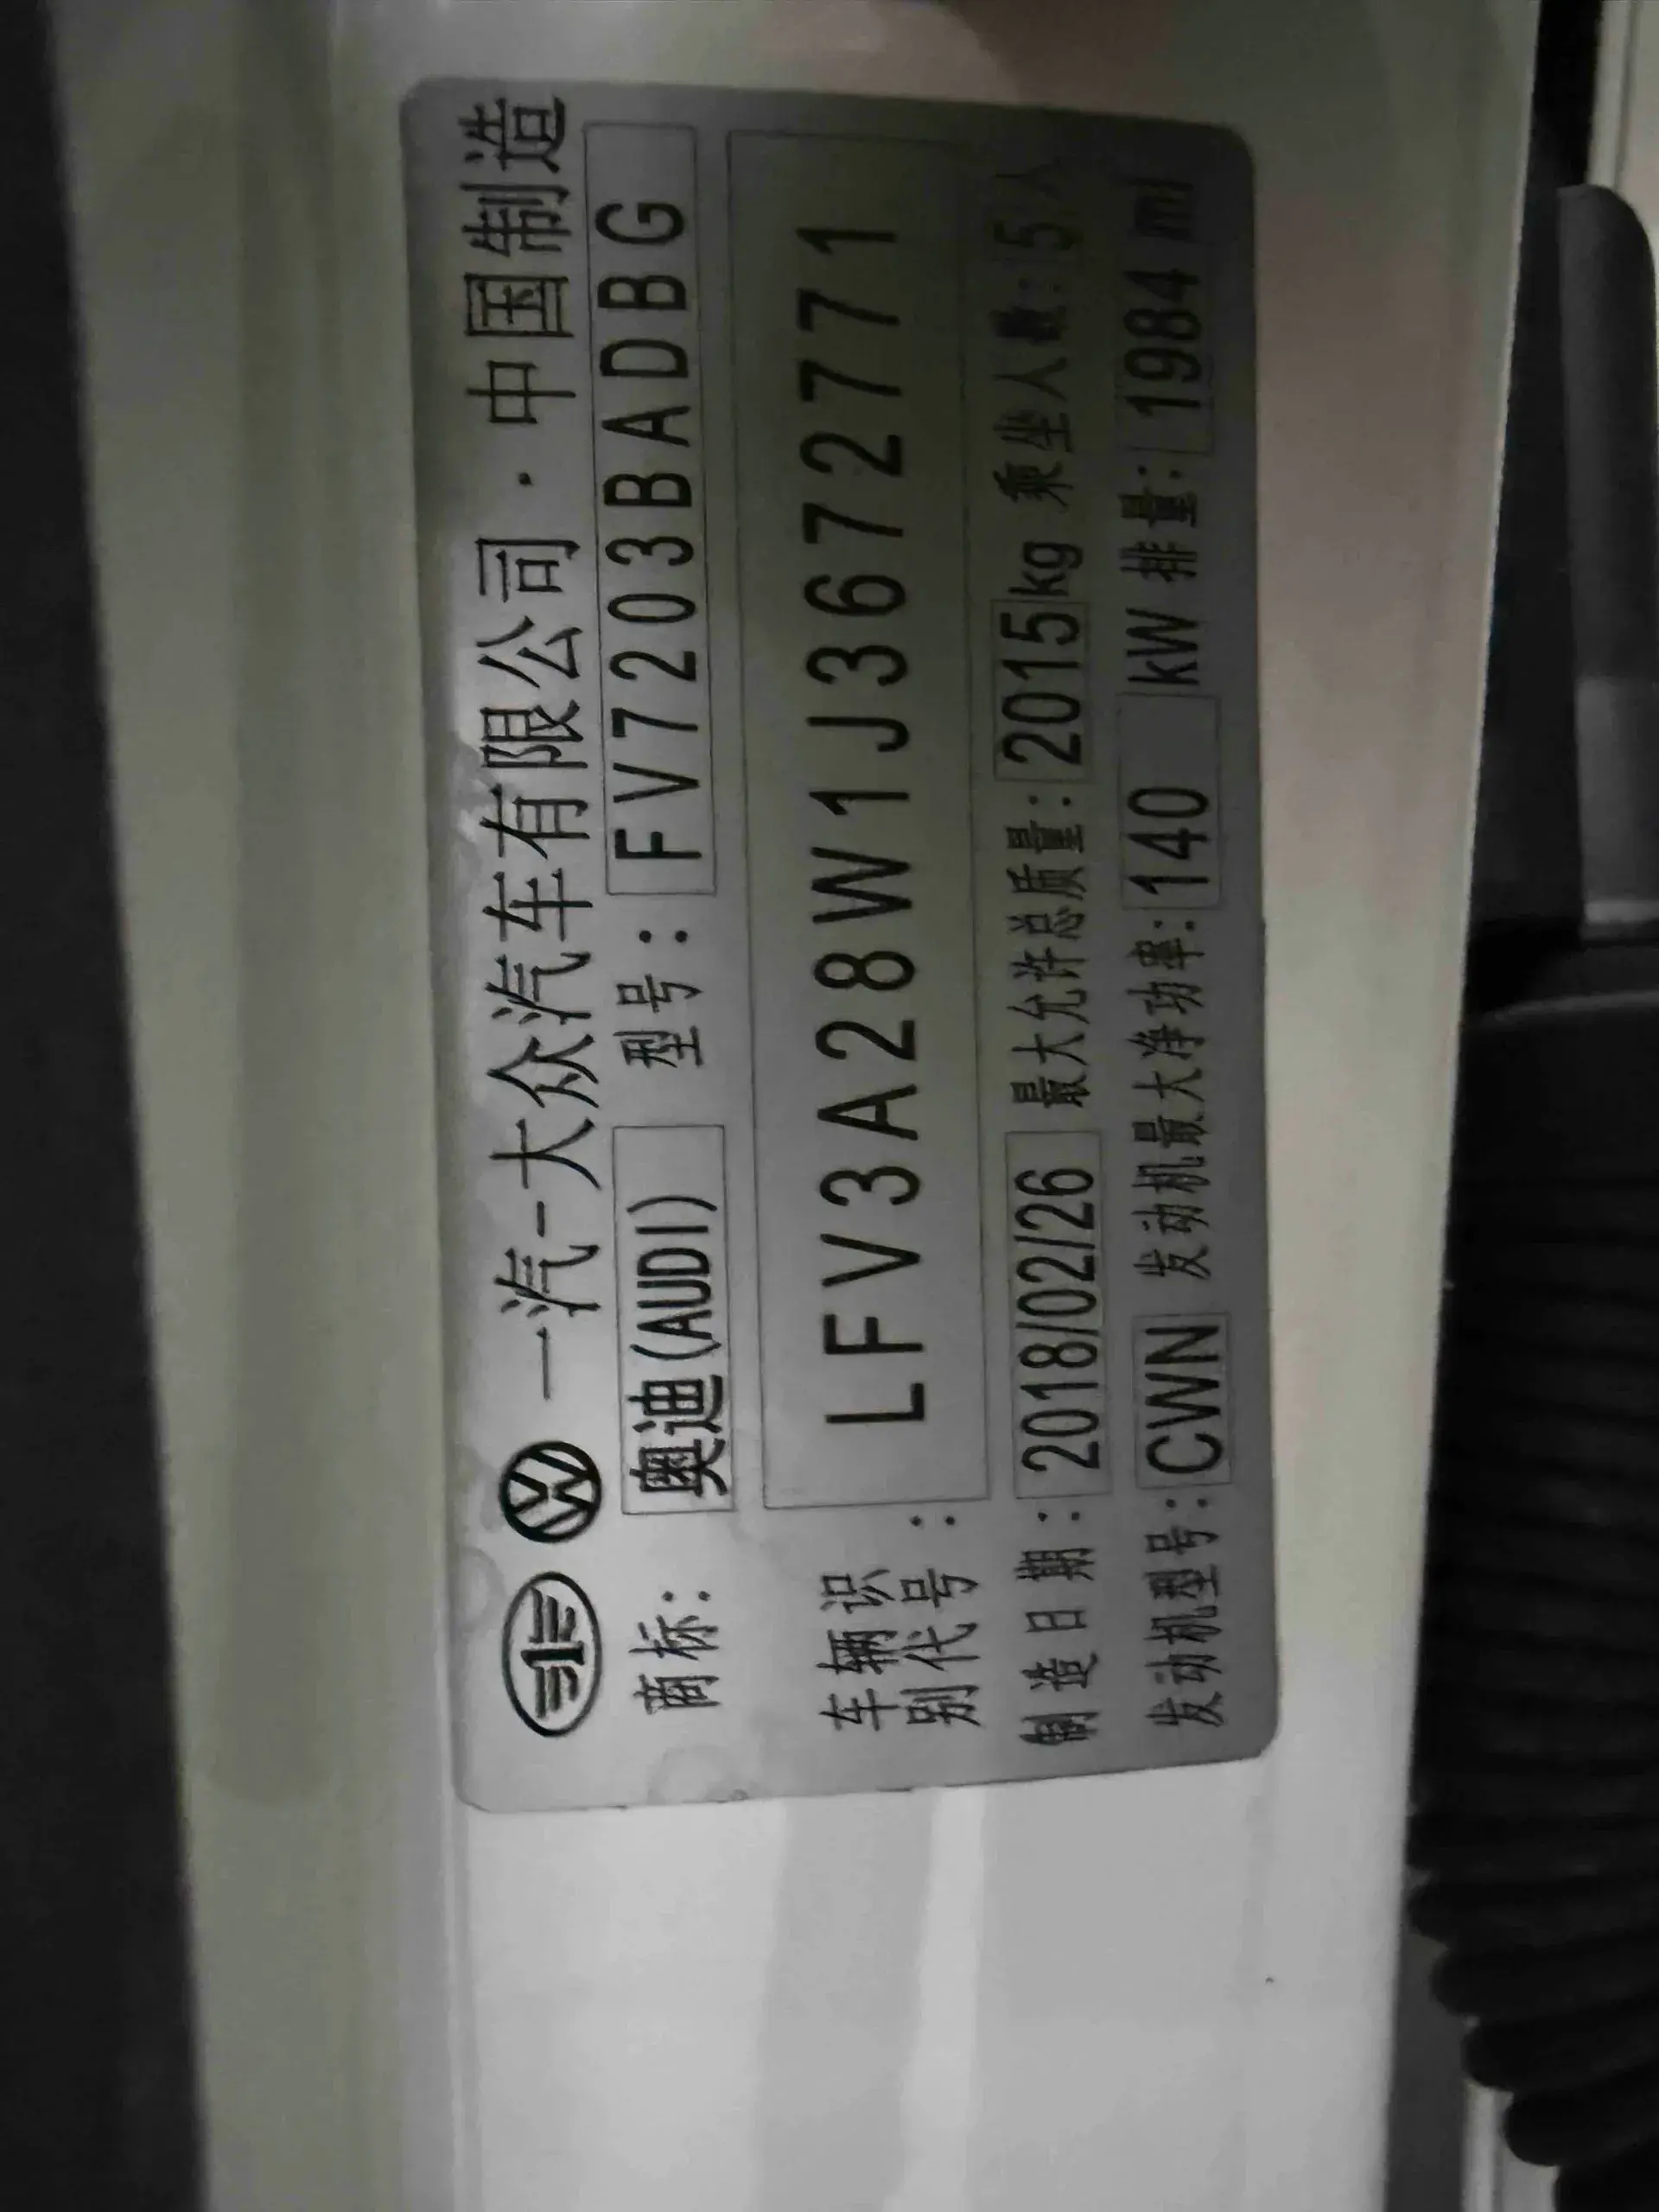 一汽-大众汽车有限公司·中国制造
商标: 奥迪(AUDI) 型号: FV7203BADBG
车辆识别代号: LFV3A28W1J3672771
制造日期: 2018/02/26 最大允许总质量: 2015kg 乘坐人数: 5人
发动机型号: CWN 发动机最大净功率: 140 kW 排量: 1984 ml